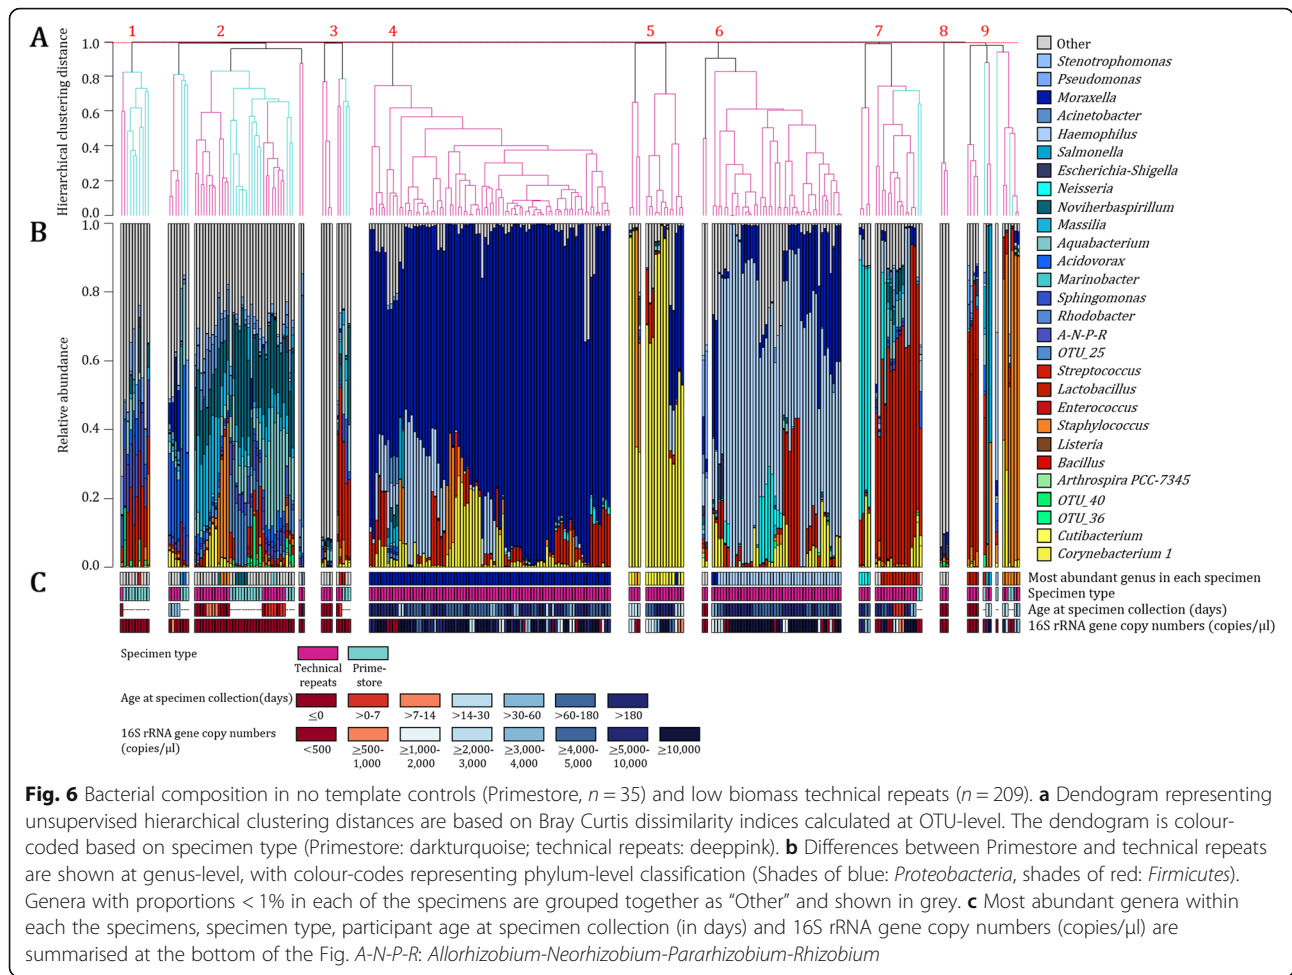 A
1 2 3 4 5 6 7 8 9
Hierarchical clustering distance
1.0
0.8
0.6
0.4
0.2
0.0
B
Relative abundance
1.0
0.8
0.6
0.4
0.2
0.0
Other
Stenotrophomonas
Pseudomonas
Moraxella
Acinetobacter
Haemophilus
Salmonella
Escherichia-Shigella
Neisseria
Noviherbaspirillum
Massilia
Aquabacterium
Acidovorax
Marinobacter
Sphingomonas
Rhodobacter
A-N-P-R
OTU_25
Streptococcus
Lactobacillus
Enterococcus
Staphylococcus
Listeria
Bacillus
Arthrospira PCC-7345
OTU_40
OTU_36
Cutibacterium
Corynebacterium 1
C
Most abundant genus in each specimen
Specimen type
Age at specimen collection (days)
16S rRNA gene copy numbers (copies/µl)
Specimen type
Technical repeats
Prime-store
Age at specimen collection(days)
≤0 >0-7 >7-14 >14-30 >30-60 >60-180 >180
16S rRNA gene copy numbers
(copies/µl)
<500 ≥500-1,000 ≥1,000-2,000 ≥2,000-3,000 ≥3,000-4,000 ≥4,000-5,000 ≥5,000-10,000 ≥10,000
Fig. 6 Bacterial composition in no template controls (Primestore, n = 35) and low biomass technical repeats (n = 209). a Dendogram representing
unsupervised hierarchical clustering distances are based on Bray Curtis dissimilarity indices calculated at OTU-level. The dendogram is colour-
coded based on specimen type (Primestore: darkturquoise; technical repeats: deeppink). b Differences between Primestore and technical repeats
are shown at genus-level, with colour-codes representing phylum-level classification (Shades of blue: Proteobacteria, shades of red: Firmicutes).
Genera with proportions < 1% in each of the specimens are grouped together as “Other” and shown in grey. c Most abundant genera within
each the specimens, specimen type, participant age at specimen collection (in days) and 16S rRNA gene copy numbers (copies/µl) are
summarised at the bottom of the Fig. A-N-P-R: Allorhizobium-Neorhizobium-Pararhizobium-Rhizobium